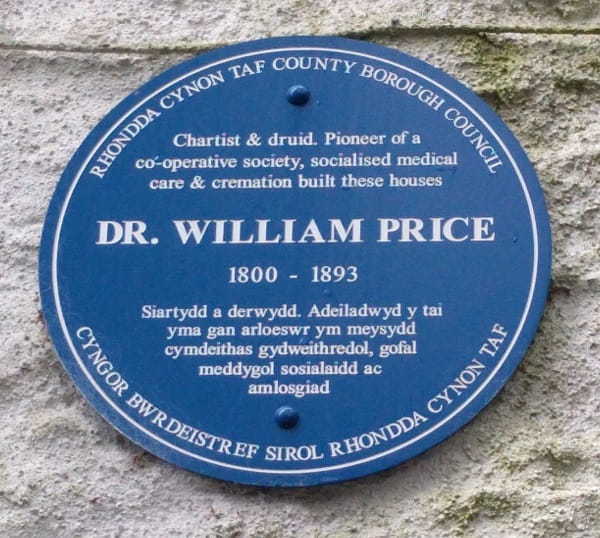 RHONDDA CYNON TAF COUNTY BOROUGH COUNCIL
Chartist & druid. Pioneer of a
co-operative society, socialised medical
care & cremation built these houses
DR. WILLIAM PRICE
1800 - 1893
Siartydd a derwydd. Adeiladwyd y tai
yma gan arloeswr ym meysydd
cymdeithas gydweithredol, gofal
meddygol sosialaidd ac
amlosgiad
CYNGOR BWRDEISTREF SIROL RHONDDA CYNON TAF